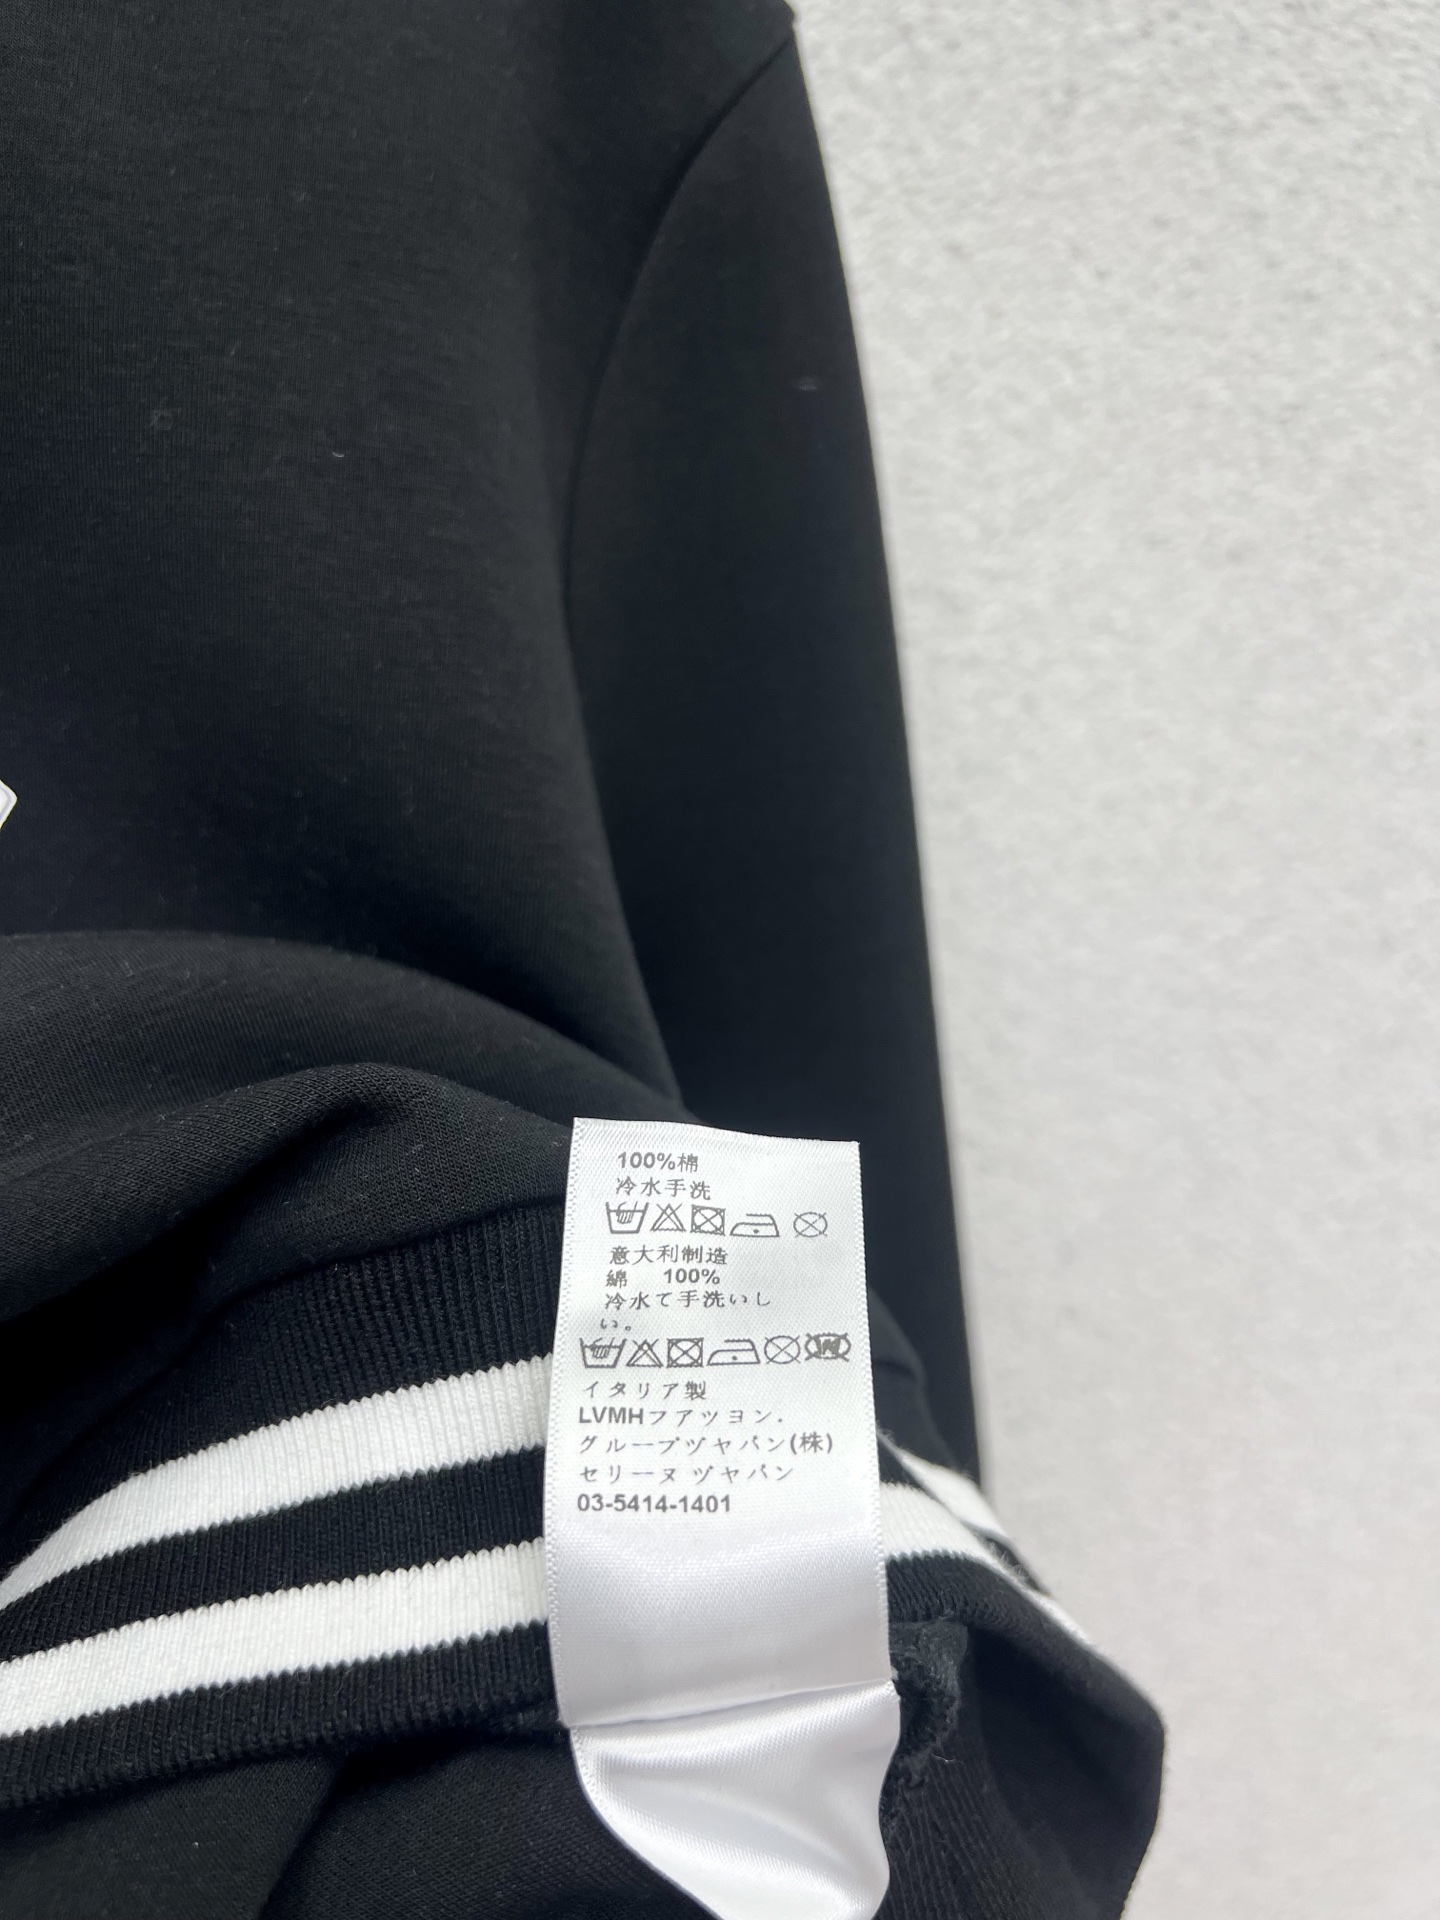 100%棉
冷水手洗
意大利制造
綿 100%
冷水て手洗いし
い。
イタリア製
LVMHフアツヨン.
グループヅヤパン(株)
セリーヌ ヅヤパン
03-5414-1401